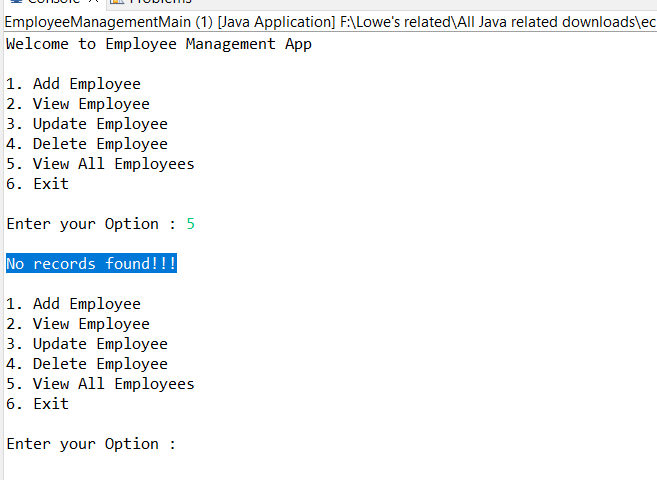 Console Problems
EmployeeManagementMain (1) [Java Application] F:\Lowe's related\All Java related downloads\ec
Welcome to Employee Management App
1. Add Employee
2. View Employee
3. Update Employee
4. Delete Employee
5. View All Employees
6. Exit
Enter your Option : 5
No records found!!!
1. Add Employee
2. View Employee
3. Update Employee
4. Delete Employee
5. View All Employees
6. Exit
Enter your Option :